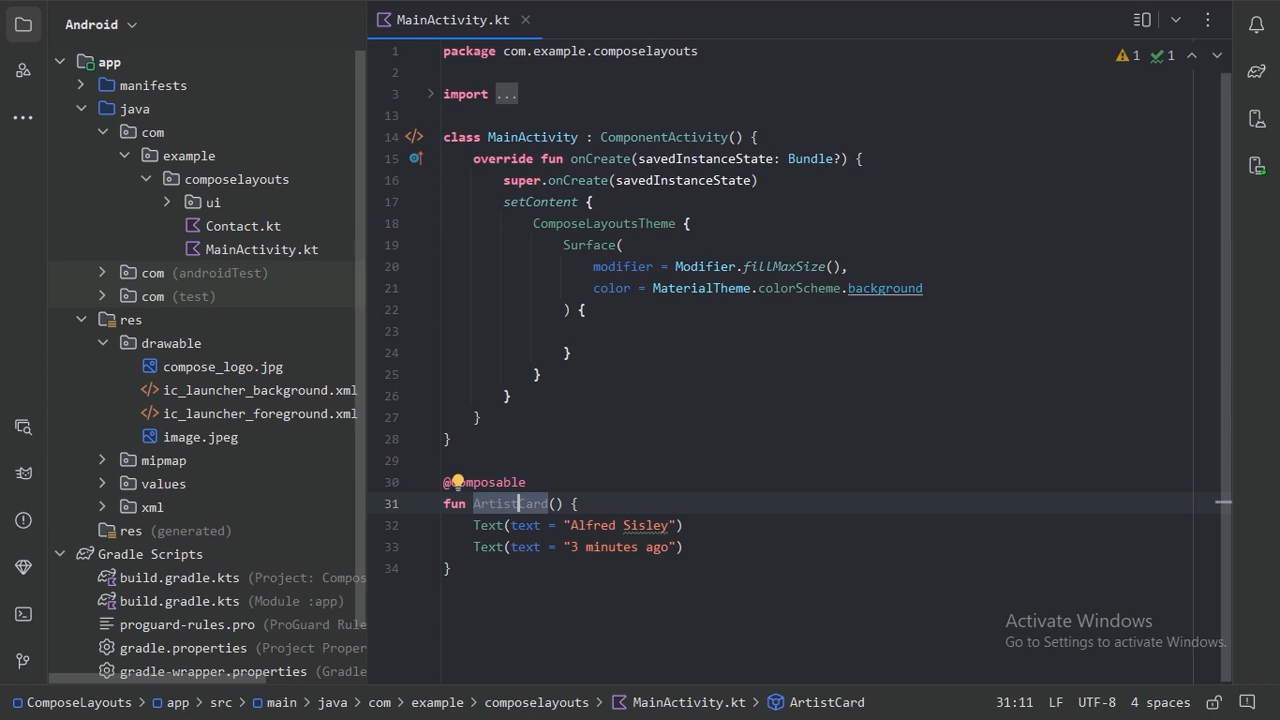 Android
app
manifests
java
com
example
composelayouts
ui
Contact.kt
MainActivity.kt
com (androidTest)
com (test)
res
drawable
compose_logo.jpg
ic_launcher_background.xml
ic_launcher_foreground.xml
image.jpeg
mipmap
values
xml
res (generated)
Gradle Scripts
build.gradle.kts (Project: Compos
build.gradle.kts (Module :app)
proguard-rules.pro (ProGuard Rule
gradle.properties (Project Proper
gradle-wrapper.properties (Gradle
MainActivity.kt
1 package com.example.composelayouts
2
3 import ...
13
14 class MainActivity : ComponentActivity() {
15 override fun onCreate(savedInstanceState: Bundle?) {
16 super.onCreate(savedInstanceState)
17 setContent {
18 ComposeLayoutsTheme {
19 Surface(
20 modifier = Modifier.fillMaxSize(),
21 color = MaterialTheme.colorScheme.background
22 ) {
23
24 }
25 }
26 }
27 }
28 }
29
30 @Composable
31 fun ArtistCard() {
32 Text(text = "Alfred Sisley")
33 Text(text = "3 minutes ago")
34 }
1 1
Activate Windows
Go to Settings to activate Windows.
ComposeLayouts app src main java com example composelayouts MainActivity.kt ArtistCard 31:11 LF UTF-8 4 spaces